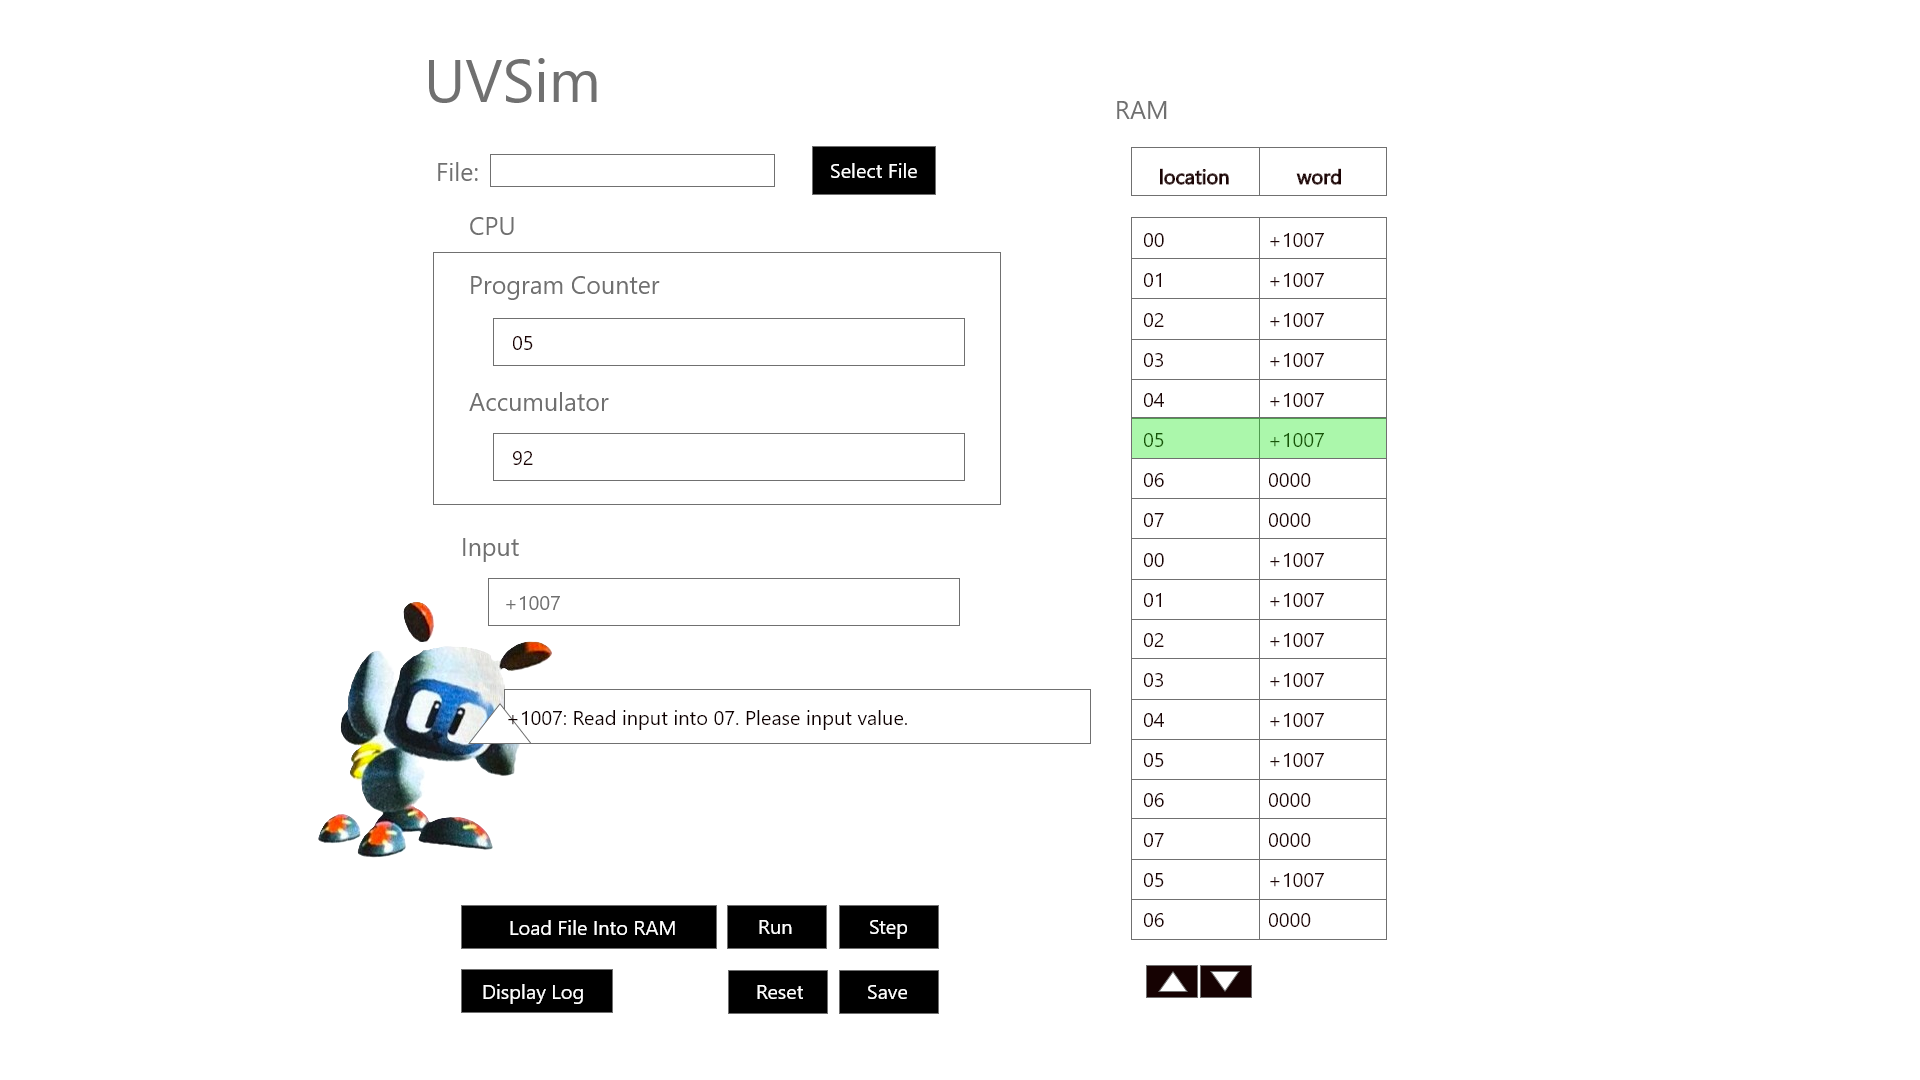 UVSim
File:
Select File
CPU
Program Counter
05
Accumulator
92
Input
+1007
+1007: Read input into 07. Please input value.
Load File Into RAM
Run
Step
Display Log
Reset
Save
RAM
location word
00 +1007
01 +1007
02 +1007
03 +1007
04 +1007
05 +1007
06 0000
07 0000
00 +1007
01 +1007
02 +1007
03 +1007
04 +1007
05 +1007
06 0000
07 0000
05 +1007
06 0000